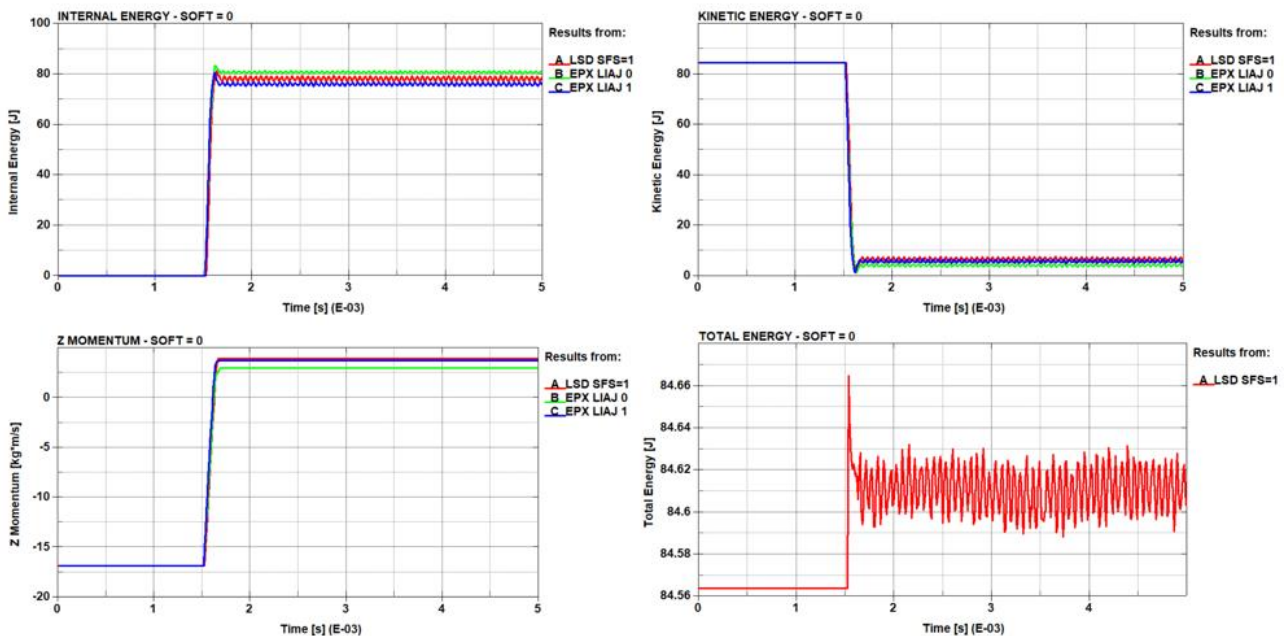 INTERNAL ENERGY - SOFT = 0
Internal Energy [J]
100
80
60
40
20
0
0 1 2 3 4 5
Time [s] (E-03)
Results from:
A LSD SFS=1
B EPX LIAJ 0
C EPX LIAJ 1
KINETIC ENERGY - SOFT = 0
Kinetic Energy [J]
80
60
40
20
0
0 1 2 3 4 5
Time [s] (E-03)
Results from:
A LSD SFS=1
B EPX LIAJ 0
C EPX LIAJ 1
Z MOMENTUM - SOFT = 0
Z Momentum [kg*m/s]
0
-5
-10
-15
-20
0 1 2 3 4 5
Time [s] (E-03)
Results from:
A LSD SFS=1
B EPX LIAJ 0
C EPX LIAJ 1
TOTAL ENERGY - SOFT = 0
Total Energy [J]
84.66
84.64
84.62
84.6
84.58
84.56
0 1 2 3 4 5
Time [s] (E-03)
Results from:
A LSD SFS=1